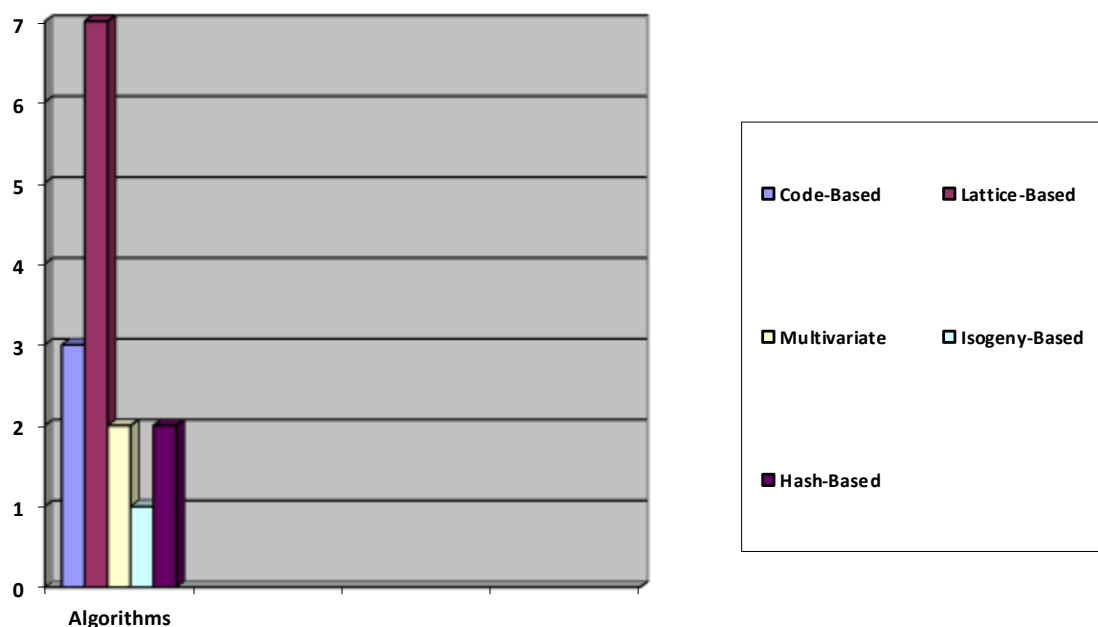 7
6
5
4
3
2
1
0
Algorithms
Code-Based Lattice-Based
Multivariate Isogeny-Based
Hash-Based